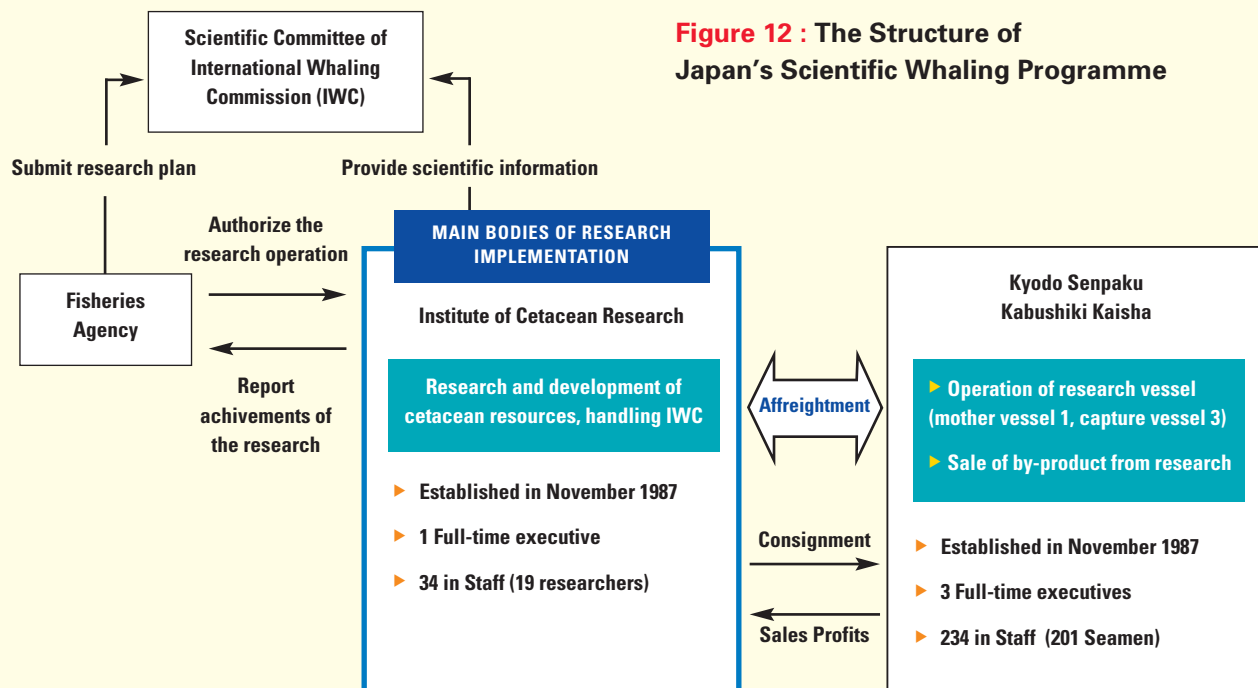 Figure 12 : The Structure of
Japan's Scientific Whaling Programme
Scientific Committee of
International Whaling
Commission (IWC)
Submit research plan
Provide scientific information
Authorize the
research operation
Fisheries
Agency
Report
achivements of
the research
MAIN BODIES OF RESEARCH
IMPLEMENTATION
Institute of Cetacean Research
Research and development of
cetacean resources, handling IWC
Established in November 1987
1 Full-time executive
34 in Staff (19 researchers)
Affreightment
Consignment
Sales Profits
Kyodo Senpaku
Kabushiki Kaisha
Operation of research vessel
(mother vessel 1, capture vessel 3)
Sale of by-product from research
Established in November 1987
3 Full-time executives
234 in Staff (201 Seamen)